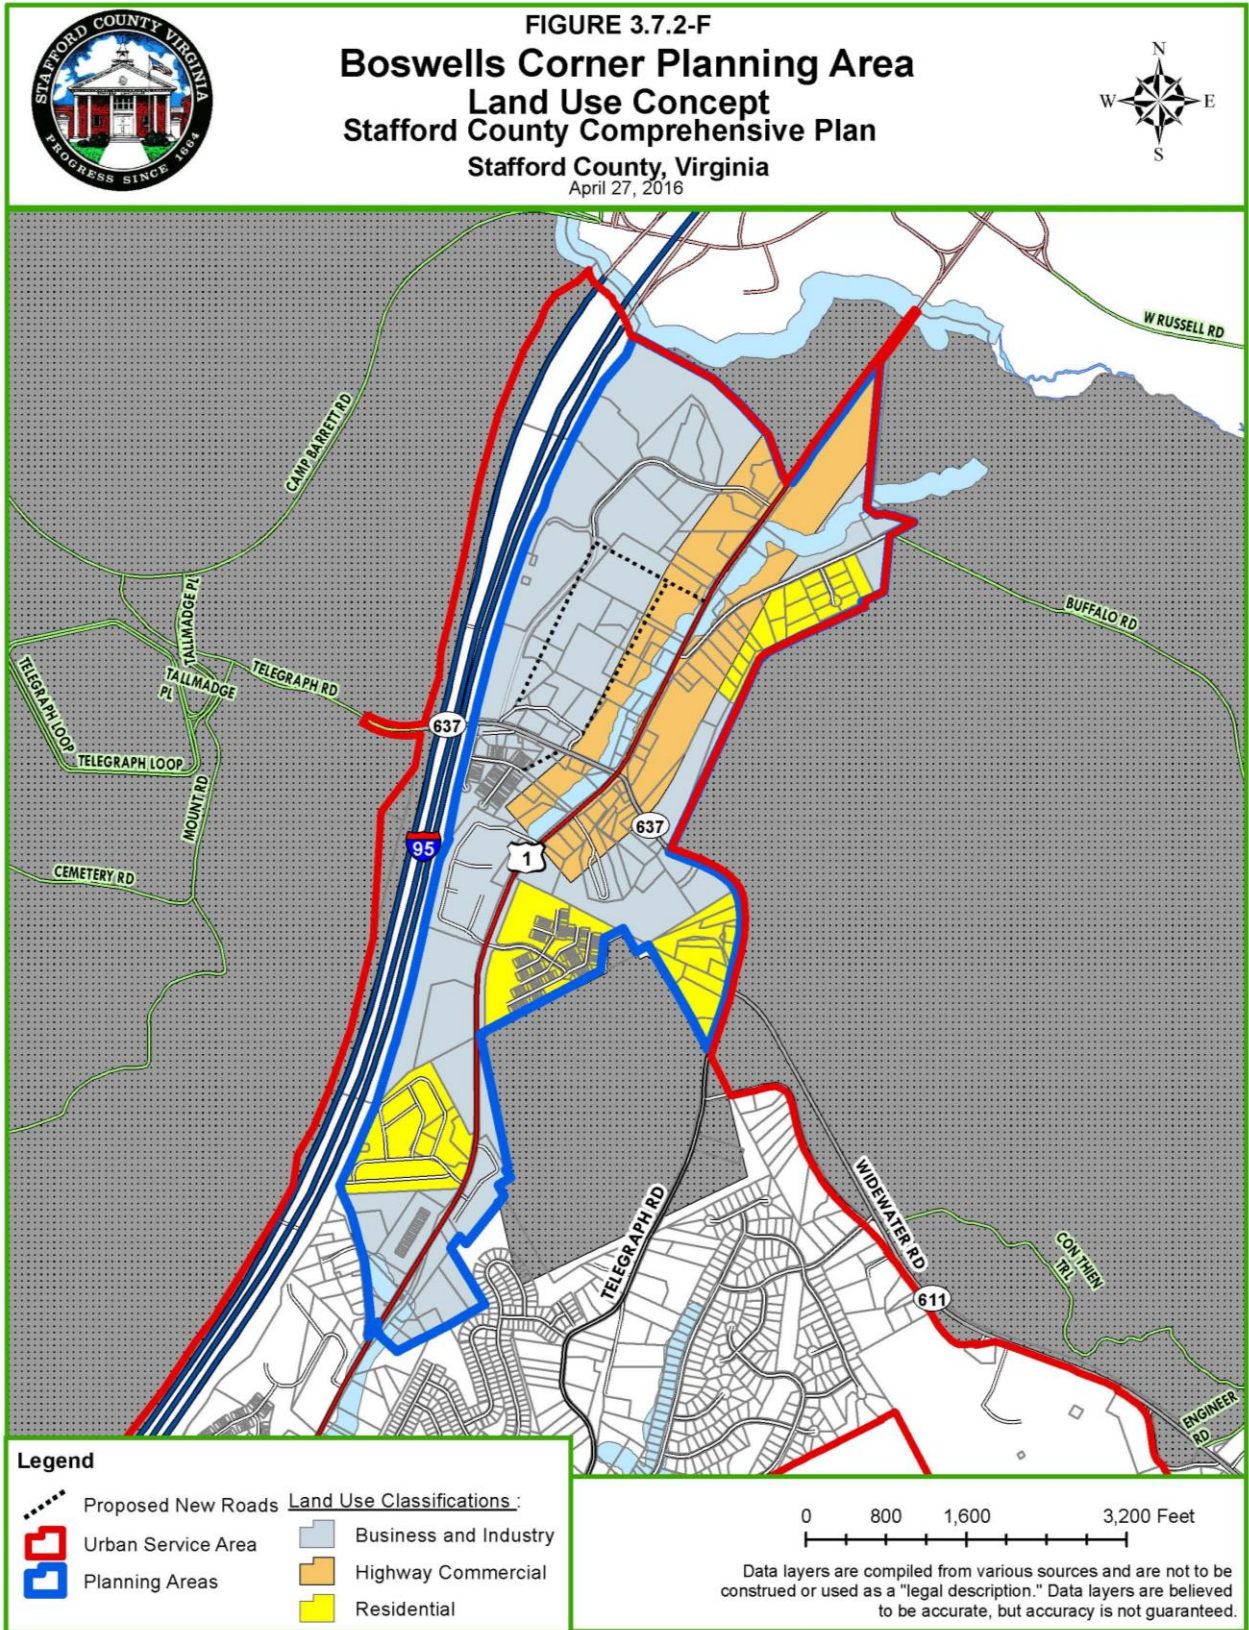 FIGURE 3.7.2-F
Boswells Corner Planning Area
Land Use Concept
Stafford County Comprehensive Plan
Stafford County, Virginia
April 27, 2016
STAFFORD COUNTY VIRGINIA
PROGRESS SINCE 1664
N
W
E
S
W RUSSELL RD
CAMP BARRETT RD
TALLMADGE PL
TALLMADGE
PL
TELEGRAPH RD
BUFFALO RD
TELEGRAPH LOOP
637
TELEGRAPH LOOP
MOUNT RD
637
95
1
CEMETERY RD
TELEGRAPH RD
WIDEWATER RD
CON THIEN
TRL
611
ENGINEER
RD
Legend
Proposed New Roads
Urban Service Area
Planning Areas
Land Use Classifications :
Business and Industry
Highway Commercial
Residential
0 800 1,600 3,200 Feet
Data layers are compiled from various sources and are not to be
construed or used as a "legal description." Data layers are believed
to be accurate, but accuracy is not guaranteed.